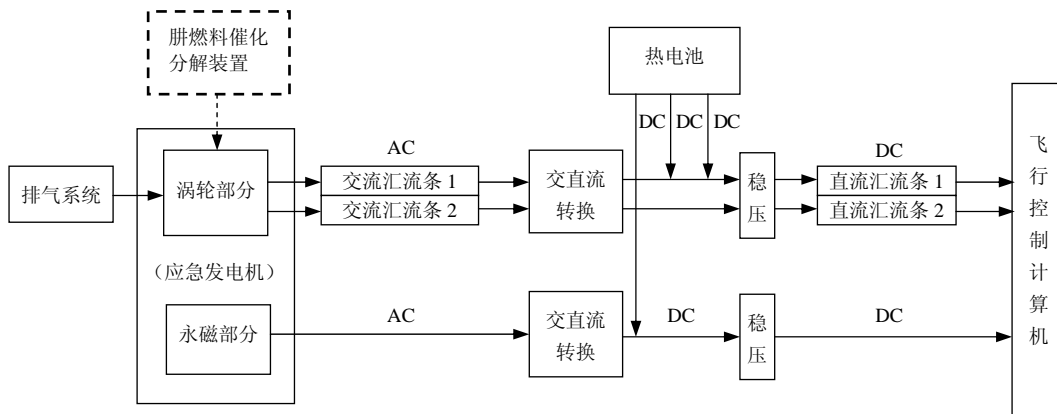 肼燃料催化
分解装置
热电池
DC
DC
DC
AC
DC
排气系统
涡轮部分
交流汇流条 1
交流汇流条 2
交直流
转换
稳
压
直流汇流条 1
直流汇流条 2
飞
行
控
制
计
算
机
（应急发电机）
永磁部分
AC
交直流
转换
DC
稳
压
DC